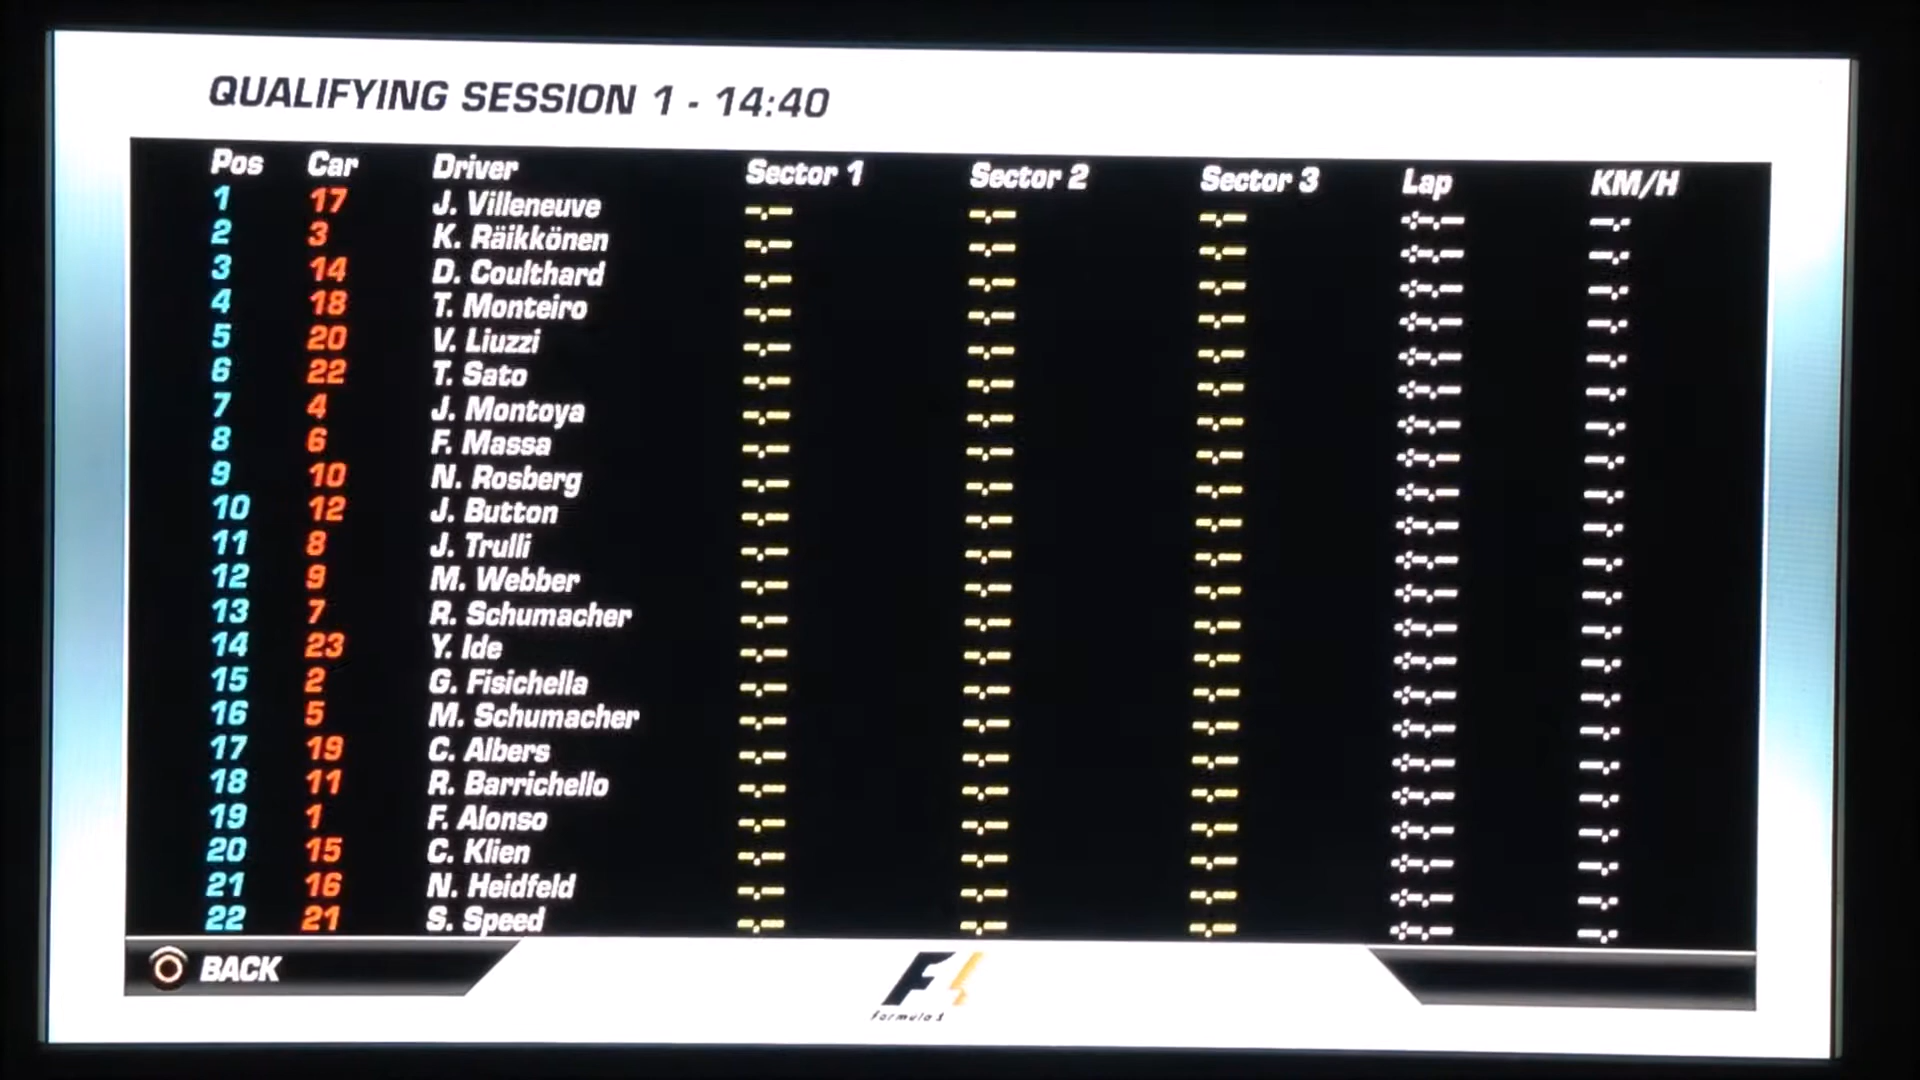 QUALIFYING SESSION 1 - 14:40
Pos Car Driver Sector 1 Sector 2 Sector 3 Lap KM/H
1 17 J. Villeneuve --.--- --.--- --.--- -:--.--- ---.-
2 3 K. Räikkönen --.--- --.--- --.--- -:--.--- ---.-
3 14 D. Coulthard --.--- --.--- --.--- -:--.--- ---.-
4 18 T. Monteiro --.--- --.--- --.--- -:--.--- ---.-
5 20 V. Liuzzi --.--- --.--- --.--- -:--.--- ---.-
6 22 T. Sato --.--- --.--- --.--- -:--.--- ---.-
7 4 J. Montoya --.--- --.--- --.--- -:--.--- ---.-
8 6 F. Massa --.--- --.--- --.--- -:--.--- ---.-
9 10 N. Rosberg --.--- --.--- --.--- -:--.--- ---.-
10 12 J. Button --.--- --.--- --.--- -:--.--- ---.-
11 8 J. Trulli --.--- --.--- --.--- -:--.--- ---.-
12 9 M. Webber --.--- --.--- --.--- -:--.--- ---.-
13 7 R. Schumacher --.--- --.--- --.--- -:--.--- ---.-
14 23 Y. Ide --.--- --.--- --.--- -:--.--- ---.-
15 2 G. Fisichella --.--- --.--- --.--- -:--.--- ---.-
16 5 M. Schumacher --.--- --.--- --.--- -:--.--- ---.-
17 19 C. Albers --.--- --.--- --.--- -:--.--- ---.-
18 11 R. Barrichello --.--- --.--- --.--- -:--.--- ---.-
19 1 F. Alonso --.--- --.--- --.--- -:--.--- ---.-
20 15 C. Klien --.--- --.--- --.--- -:--.--- ---.-
21 16 N. Heidfeld --.--- --.--- --.--- -:--.--- ---.-
22 21 S. Speed --.--- --.--- --.--- -:--.--- ---.-
BACK
F1
Formula 1